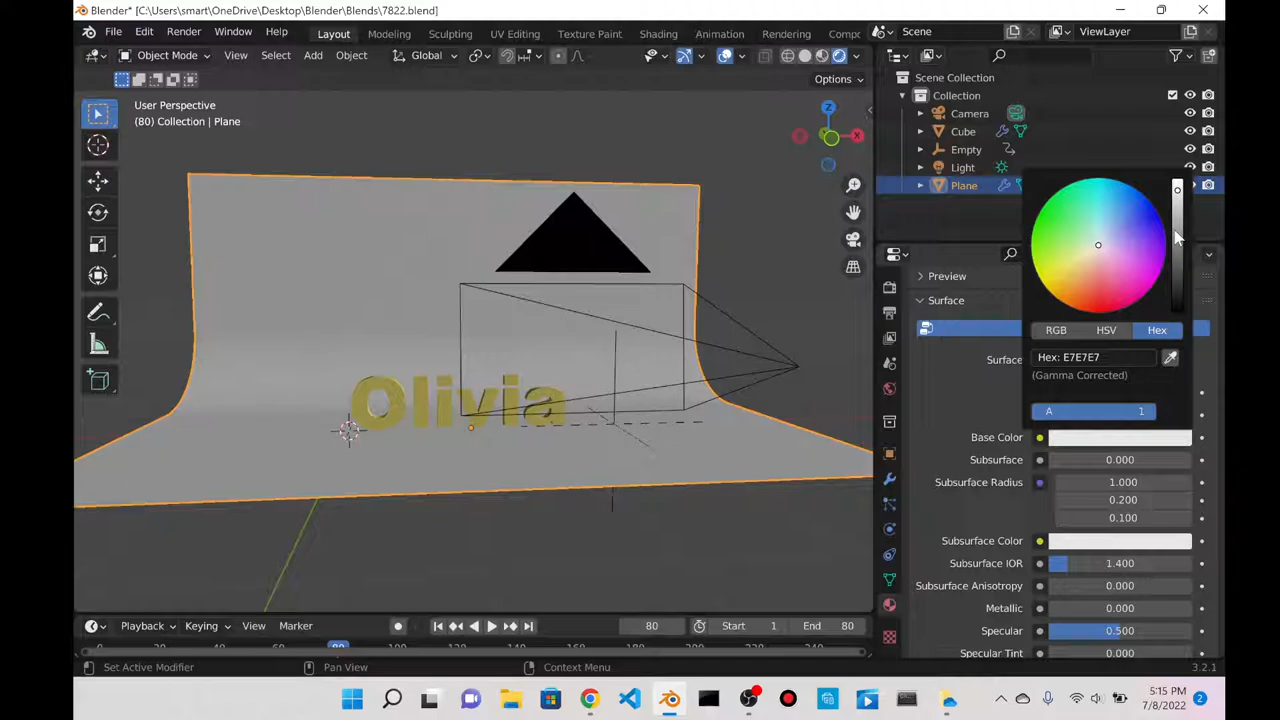 Blender* [C:\Users\smart\OneDrive\Desktop\Blender\Blends\7822.blend]
File Edit Render Window Help Layout Modeling Sculpting UV Editing Texture Paint Shading Animation Rendering Comp Scene ViewLayer
Object Mode View Select Add Object Global
Options
User Perspective
(80) Collection | Plane
Z
X
Olivia
Scene Collection
Collection
Camera
Cube
Empty
Light
Plane
RGB HSV Hex
Hex: E7E7E7
(Gamma Corrected)
A 1
Preview
Surface
Surface
Base Color
Subsurface 0.000
Subsurface Radius 1.000
0.200
0.100
Subsurface Color
Subsurface IOR 1.400
Subsurface Anisotropy 0.000
Metallic 0.000
Specular 0.500
Specular Tint 0.000
Playback Keying View Marker 80 Start 1 End 80
80
Set Active Modifier Pan View Context Menu 3.2.1
5:15 PM
7/8/2022
2